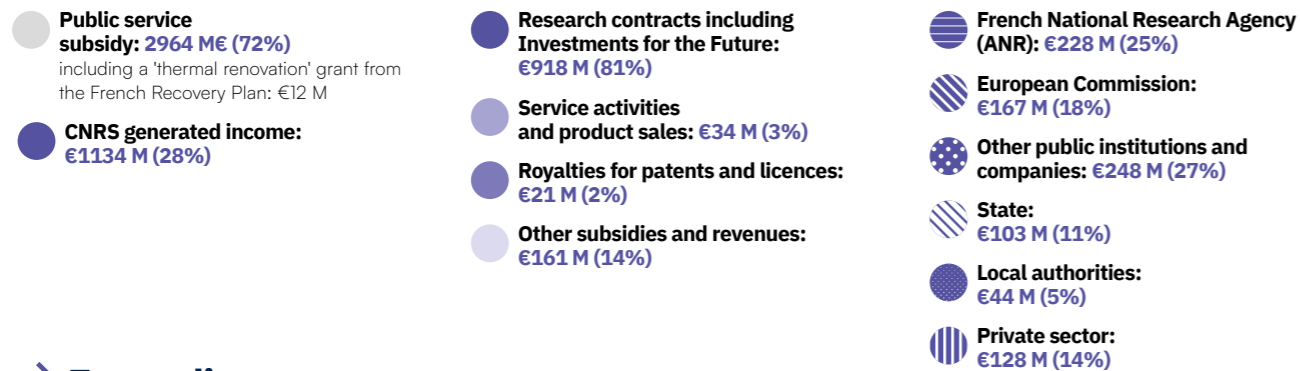 Public service
subsidy: 2964 M€ (72%)
including a 'thermal renovation' grant from
the French Recovery Plan: €12 M
CNRS generated income:
€1134 M (28%)
Research contracts including
Investments for the Future:
€918 M (81%)
Service activities
and product sales: €34 M (3%)
Royalties for patents and licences:
€21 M (2%)
Other subsidies and revenues:
€161 M (14%)
French National Research Agency
(ANR): €228 M (25%)
European Commission:
€167 M (18%)
Other public institutions and
companies: €248 M (27%)
State:
€103 M (11%)
Local authorities:
€44 M (5%)
Private sector:
€128 M (14%)